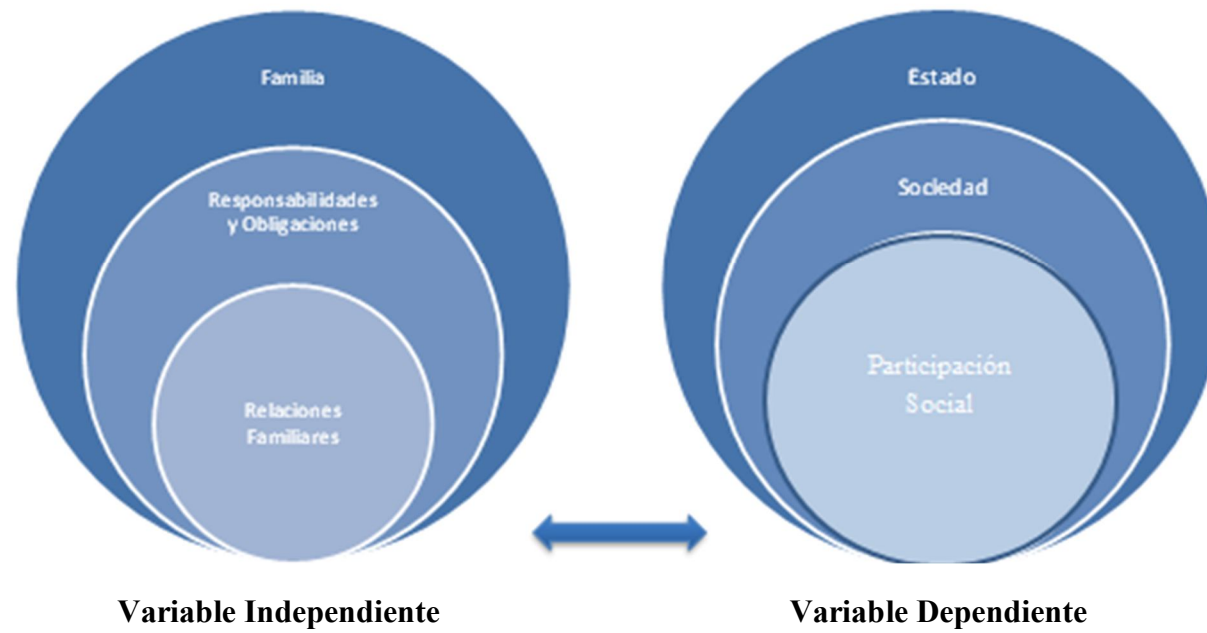 Familia
Responsabilidades
y Obligaciones
Relaciones
Familiares
Estado
Sociedad
Participación
Social
Variable Independiente
Variable Dependiente